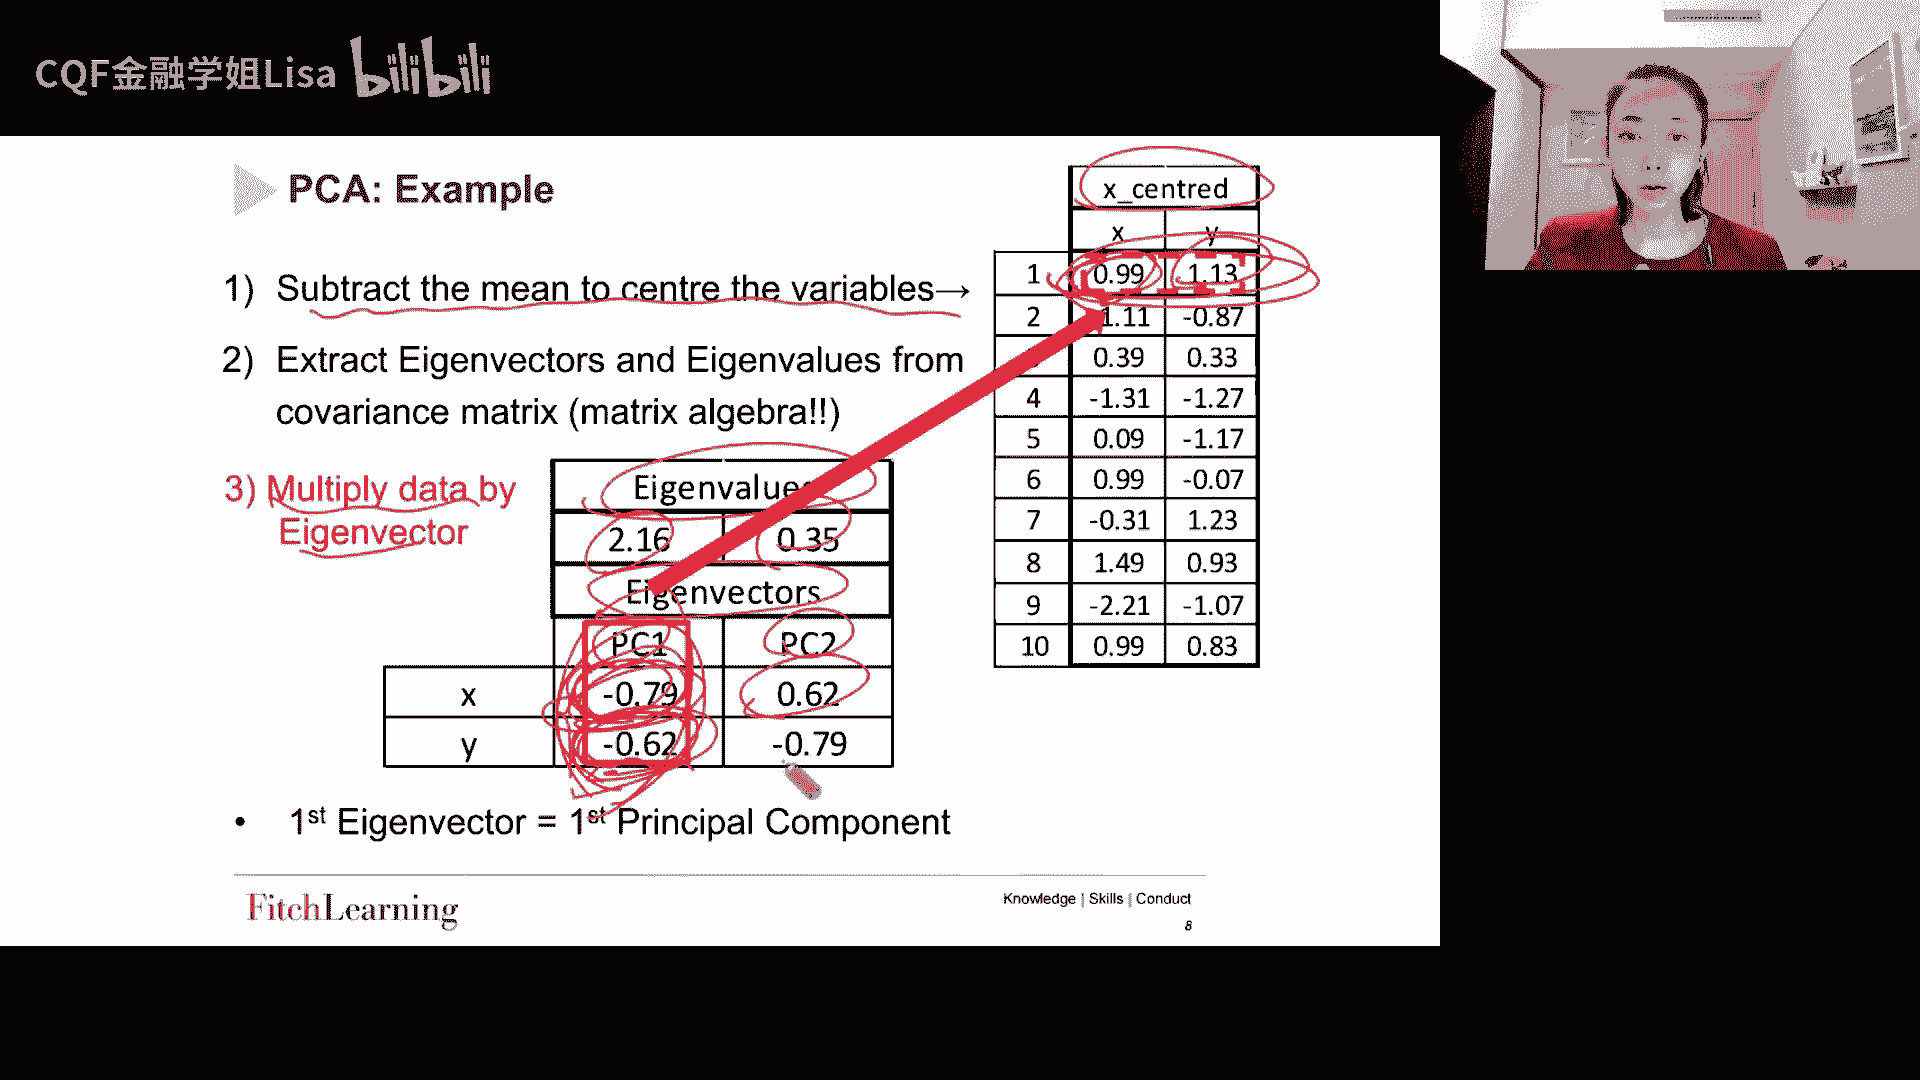 CQF金融学姐Lisa bilibili
PCA: Example
1) Subtract the mean to centre the variables→
2) Extract Eigenvectors and Eigenvalues from
covariance matrix (matrix algebra!!)
3) Multiply data by
Eigenvector
Eigenvalues
2.16 0.35
Eigenvectors
PC1 PC2
x -0.79 0.62
y -0.62 -0.79
• 1st Eigenvector = 1st Principal Component
x_centred
x y
1 0.99 1.13
2 1.11 -0.87
0.39 0.33
4 -1.31 -1.27
5 0.09 -1.17
6 0.99 -0.07
7 -0.31 1.23
8 1.49 0.93
9 -2.21 -1.07
10 0.99 0.83
FitchLearning
Knowledge | Skills | Conduct
8